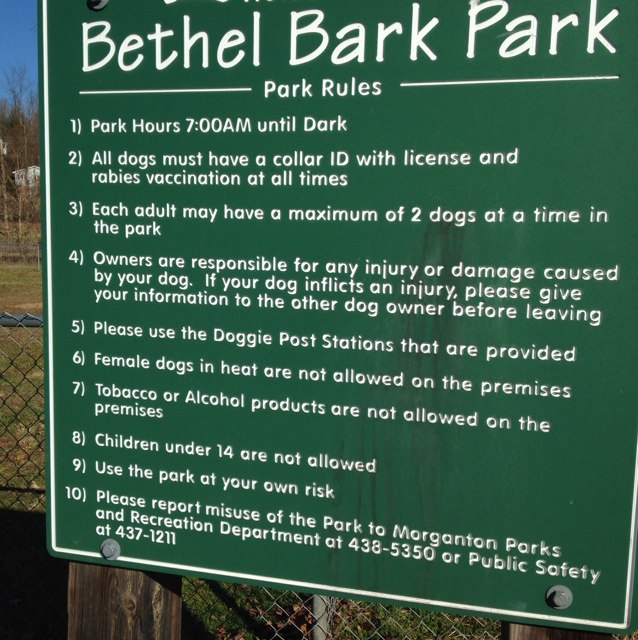 Bethel Bark Park
Park Rules
1) Park Hours 7:00AM until Dark
2) All dogs must have a collar ID with license and
rabies vaccination at all times
3) Each adult may have a maximum of 2 dogs at a time in
the park
4) Owners are responsible for any injury or damage caused
by your dog. If your dog inflicts an injury, please give
your information to the other dog owner before leaving
5) Please use the Doggie Post Stations that are provided
6) Female dogs in heat are not allowed on the premises
7) Tobacco or Alcohol products are not allowed on the
premises
8) Children under 14 are not allowed
9) Use the park at your own risk
10) Please report misuse of the Park to Morganton Parks
and Recreation Department at 438-5350 or Public Safety
at 437-1211